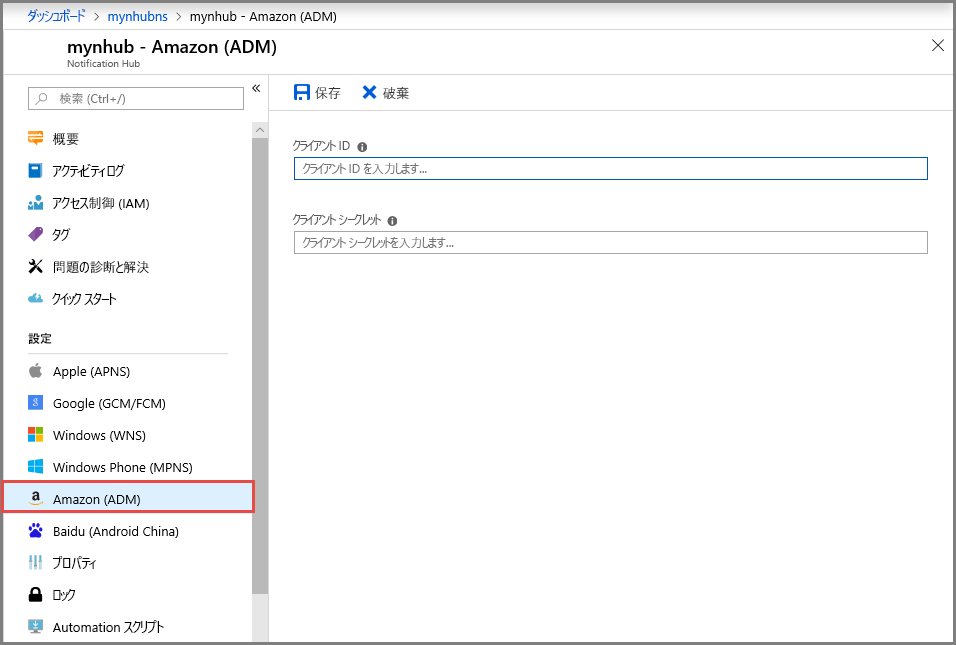 ダッシュボード > mynhubns > mynhub - Amazon (ADM)
mynhub - Amazon (ADM)
Notification Hub
検索 (Ctrl+/)
概要
アクティビティ ログ
アクセス制御 (IAM)
タグ
問題の診断と解決
クイック スタート
設定
Apple (APNS)
Google (GCM/FCM)
Windows (WNS)
Windows Phone (MPNS)
Amazon (ADM)
Baidu (Android China)
プロパティ
ロック
Automation スクリプト
保存 破棄
クライアント ID
クライアント ID を入力します...
クライアント シークレット
クライアント シークレットを入力します...